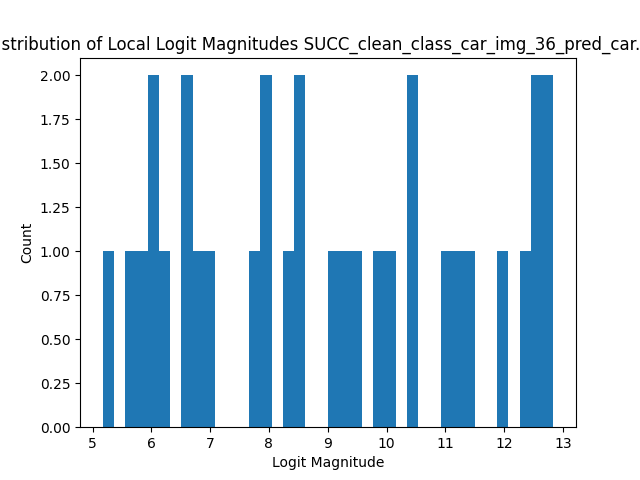 stribution of Local Logit Magnitudes SUCC_clean_class_car_img_36_pred_car.
2.00
1.75
1.50
1.25
1.00
0.75
0.50
0.25
0.00
Count
5 6 7 8 9 10 11 12 13
Logit Magnitude